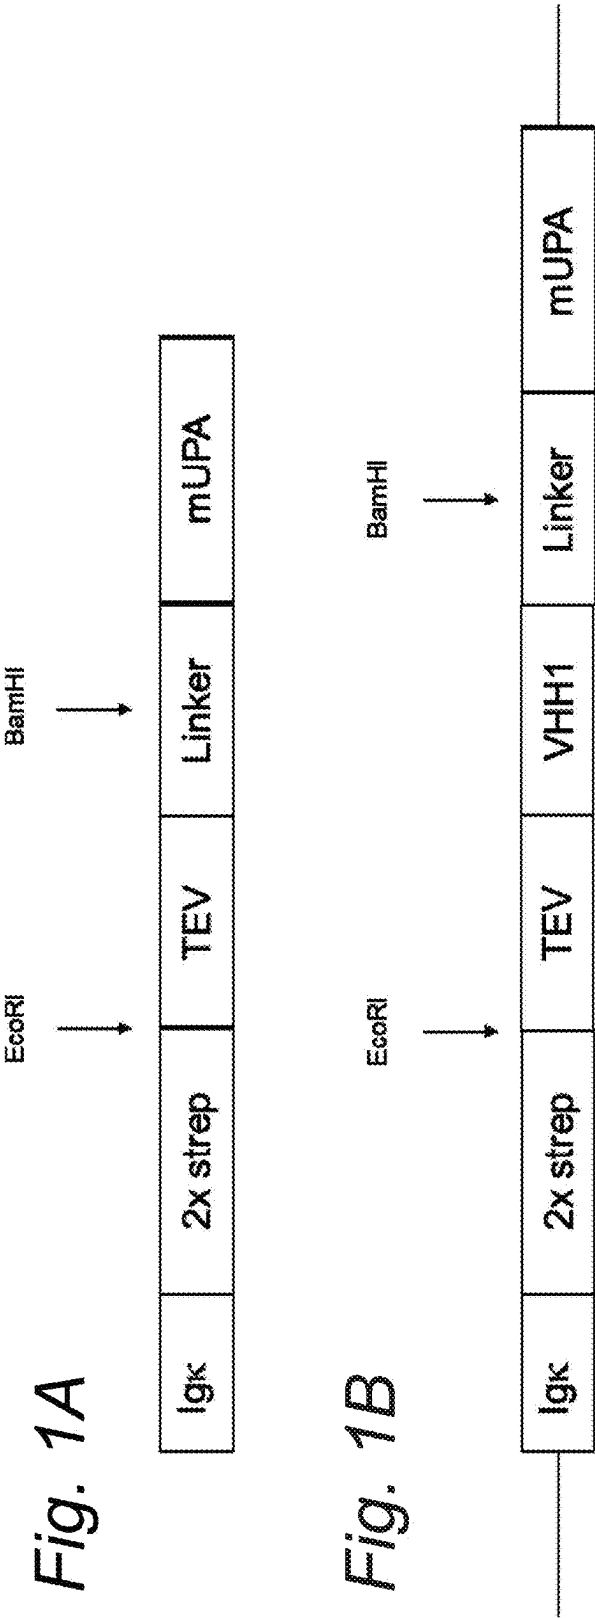 Fig. 1A
EcoRI BamHI
Igκ 2x strep TEV Linker mUPA
Fig. 1B
EcoRI BamHI
Igκ 2x strep TEV VHH1 Linker mUPA